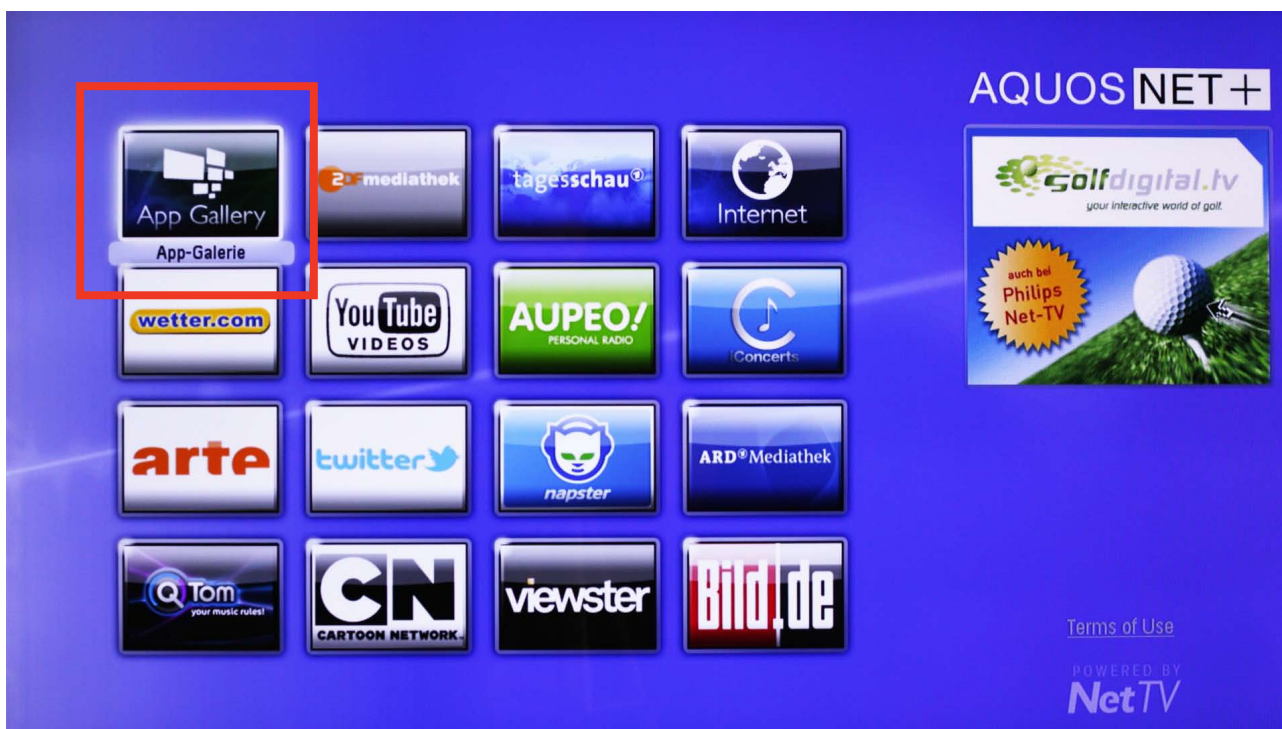 AQUOS NET+
App Gallery
App-Galerie
ZDFmediathek
tagesschau
Internet
golfdigital.tv
your interactive world of golf.
auch bei
Philips
Net-TV
wetter.com
YouTube
VIDEOS
AUPEO!
PERSONAL RADIO
iConcerts
arte
twitter
napster
ARD Mediathek
QTom
your music rules!
CN
CARTOON NETWORK
viewster
Bild.de
Terms of Use
POWERED BY
NetTV